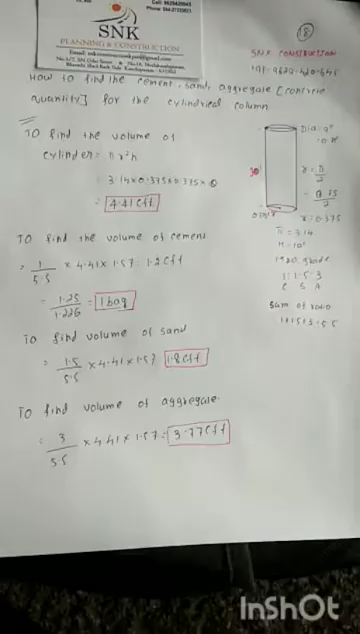 SNK
PLANNING & CONSTRUCTION
18
SNK CONSTRUCTION
How to find the cement, sand, aggregate [concrete
quantity] for the cylindrical column
To find the volume of
cylinder = πr²h
= 3.14×0.375×0.375×
= 4.41 Cft
Dia = 9"
10'
r = D/2
r = 0.375
π = 3.14
H = 10'
M20 grade
1:1.5:3
C S A
Sum of ratio
1+1.5+3 = 5.5
To find the volume of cement
= 1/5.5 × 4.41 × 1.57 = 1.2 Cft
= 1.25/1.226 = 1 bag
To find volume of sand
= 1.5/5.5 × 4.41 × 1.57 = 1.8 Cft
To find volume of aggregate
= 3/5.5 × 4.41 × 1.57 = 3.77 Cft
InShOt